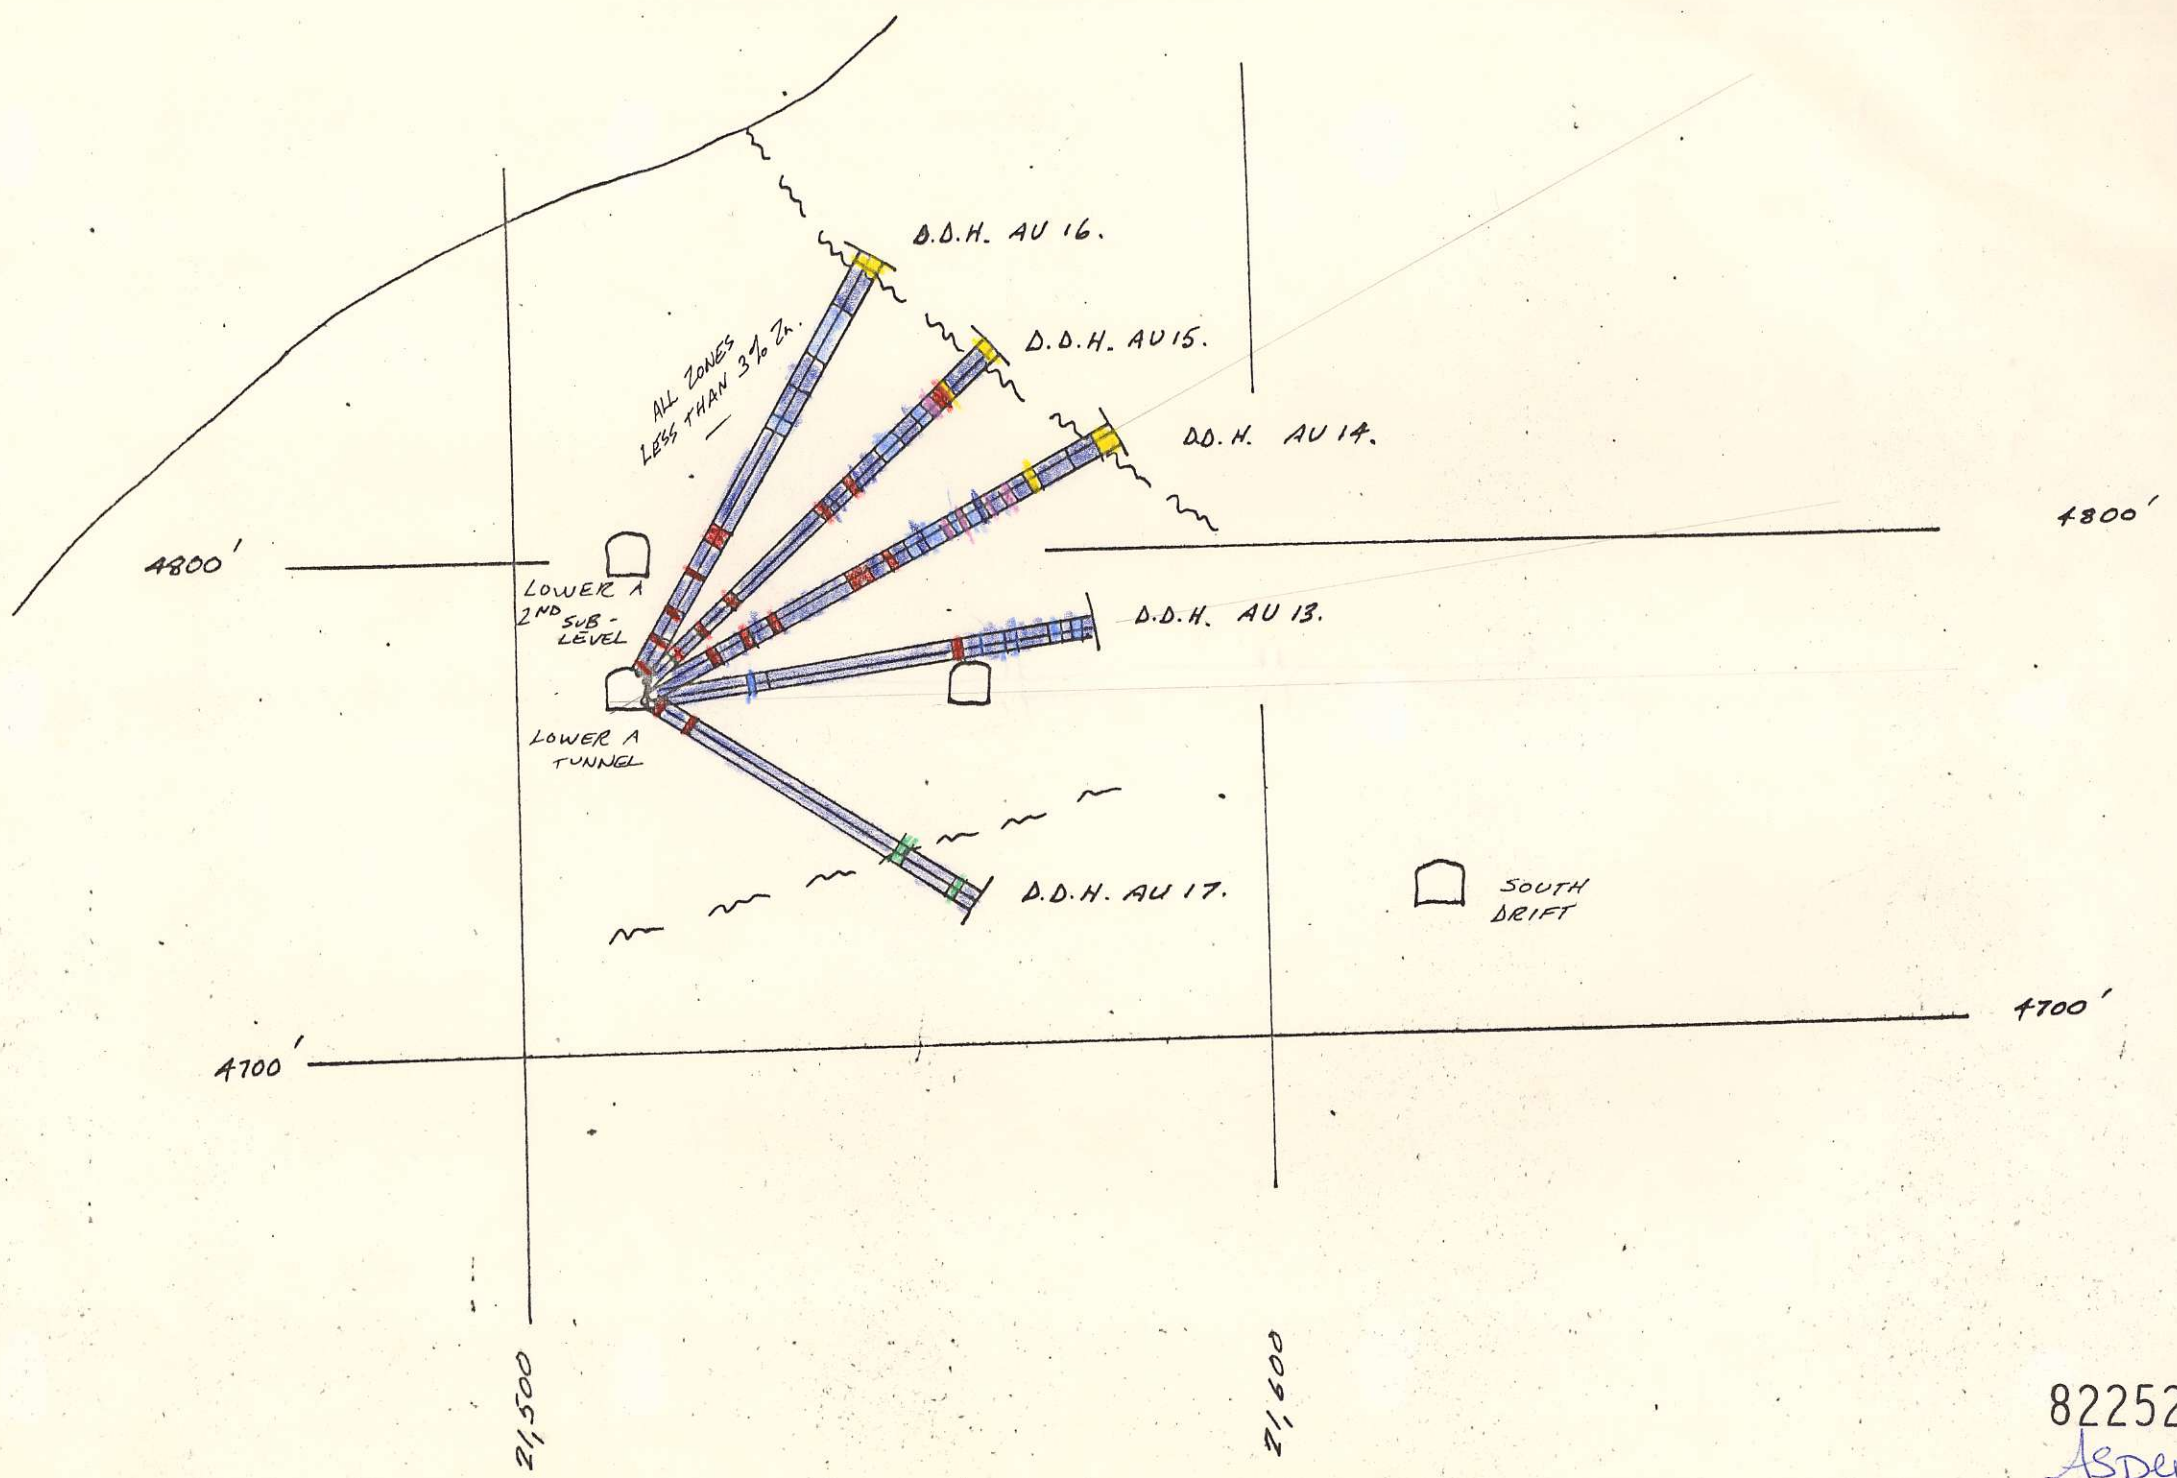 D.D.H. AU 16.
D.D.H. AU 15.
ALL ZONES
LESS THAN 3% Zn.
D.D.H. AU 14.
4800'
4800'
LOWER A
2ND SUB-
LEVEL
D.D.H. AU 13.
LOWER A
TUNNEL
D.D.H. AU 17.
SOUTH
DRIFT
4700'
4700'
21,500
21,600
82252